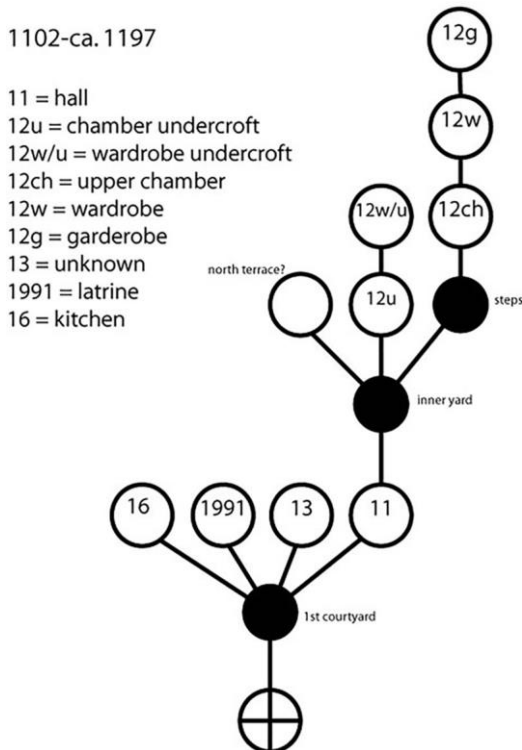 1102-ca. 1197
11 = hall
12u = chamber undercroft
12w/u = wardrobe undercroft
12ch = upper chamber
12w = wardrobe
12g = garderobe
13 = unknown
1991 = latrine
16 = kitchen
12g
12w
12w/u
12ch
north terrace?
12u
steps
inner yard
16
1991
13
11
1st courtyard